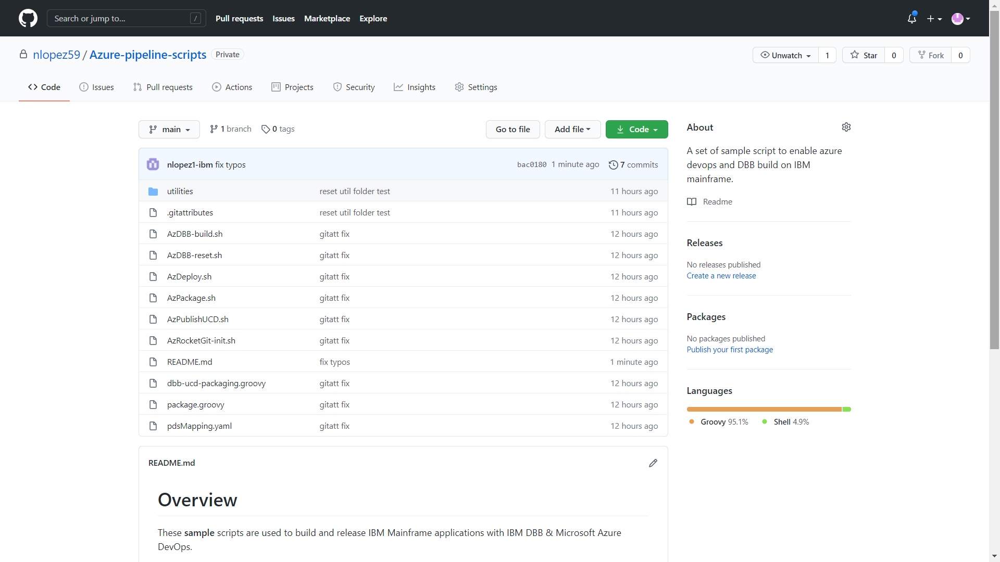 Search or jump to... / Pull requests Issues Marketplace Explore
nlopez59 / Azure-pipeline-scripts Private Unwatch 1 Star 0 Fork 0
Code Issues Pull requests Actions Projects Security Insights Settings
main 1 branch 0 tags Go to file Add file Code
nlopez1-ibm fix typos bac0180 1 minute ago 7 commits
utilities reset util folder test 11 hours ago
.gitattributes reset util folder test 11 hours ago
AzDBB-build.sh gitatt fix 12 hours ago
AzDBB-reset.sh gitatt fix 12 hours ago
AzDeploy.sh gitatt fix 12 hours ago
AzPackage.sh gitatt fix 12 hours ago
AzPublishUCD.sh gitatt fix 12 hours ago
AzRocketGit-init.sh gitatt fix 12 hours ago
README.md fix typos 1 minute ago
dbb-ucd-packaging.groovy gitatt fix 12 hours ago
package.groovy gitatt fix 12 hours ago
pdsMapping.yaml gitatt fix 12 hours ago
README.md
Overview
These sample scripts are used to build and release IBM Mainframe applications with IBM DBB & Microsoft Azure
DevOps.
About
A set of sample script to enable azure
devops and DBB build on IBM
mainframe.
Readme
Releases
No releases published
Create a new release
Packages
No packages published
Publish your first package
Languages
Groovy 95.1% Shell 4.9%